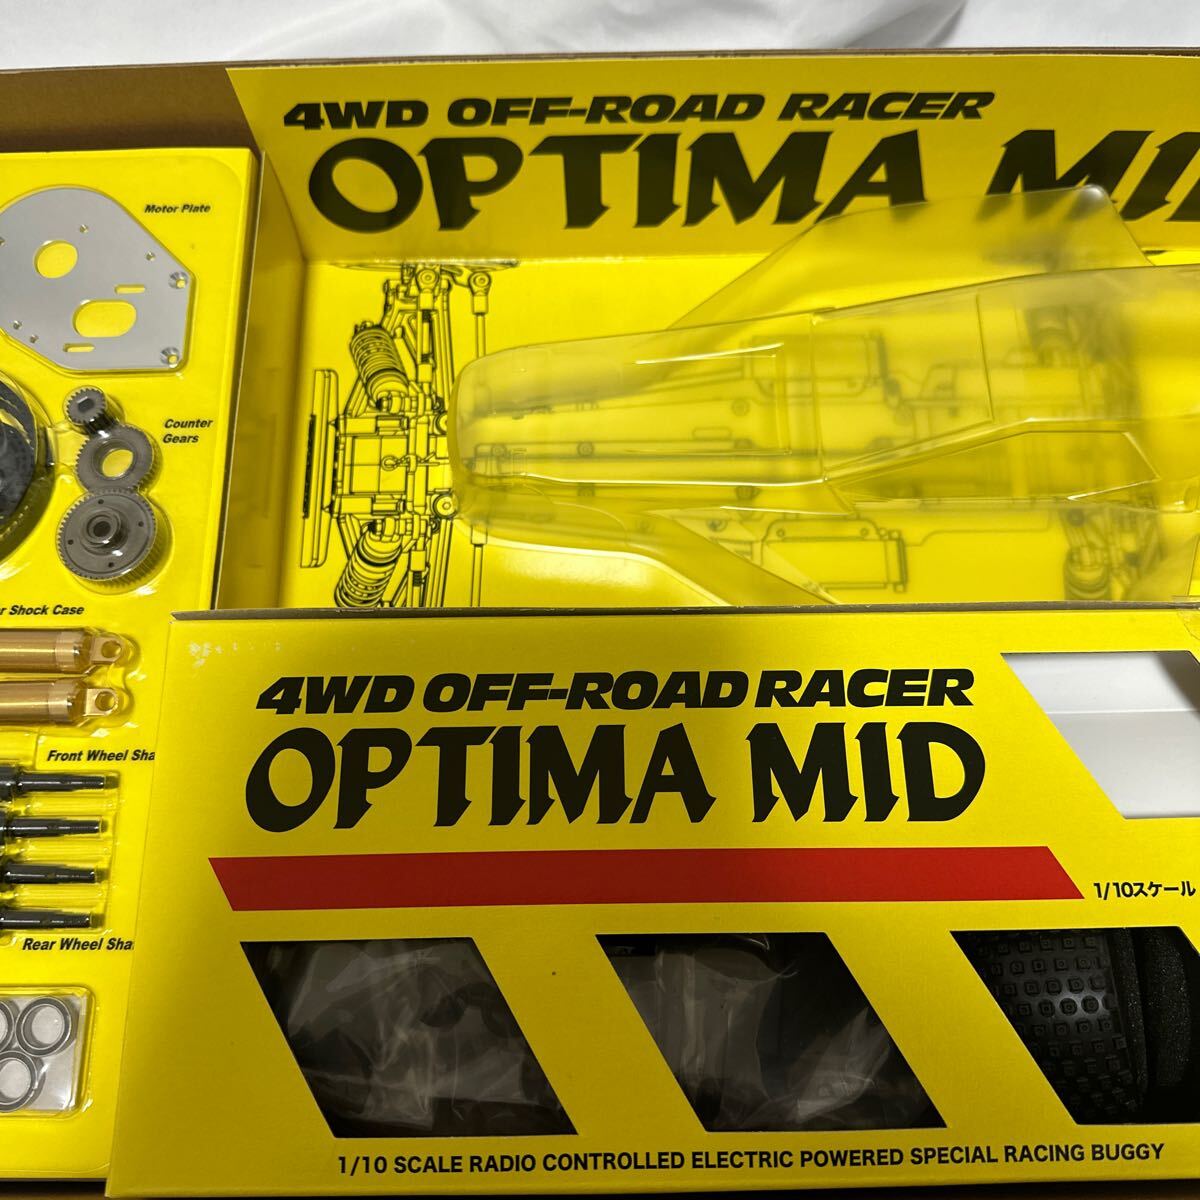 4WD OFF-ROAD RACER
OPTIMA MI
Motor Plate
Counter
Gears
r Shock Case
Front Wheel Sha
Rear Wheel Sha
4WD OFF-ROAD RACER
OPTIMA MID
1/10スケール
1/10 SCALE RADIO CONTROLLED ELECTRIC POWERED SPECIAL RACING BUGGY